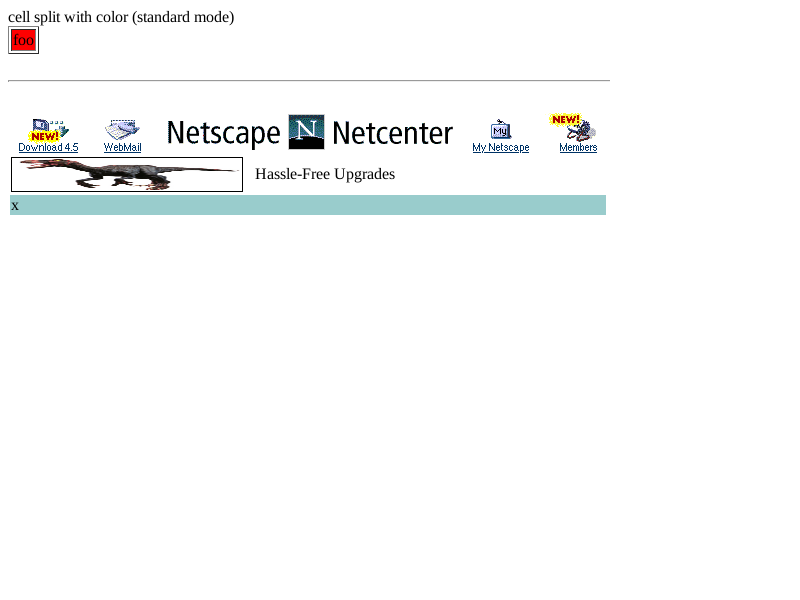 cell split with color (standard mode)
foo
NEW! Download 4.5 WebMail Netscape N Netcenter My My Netscape NEW! Members
Hassle-Free Upgrades
x